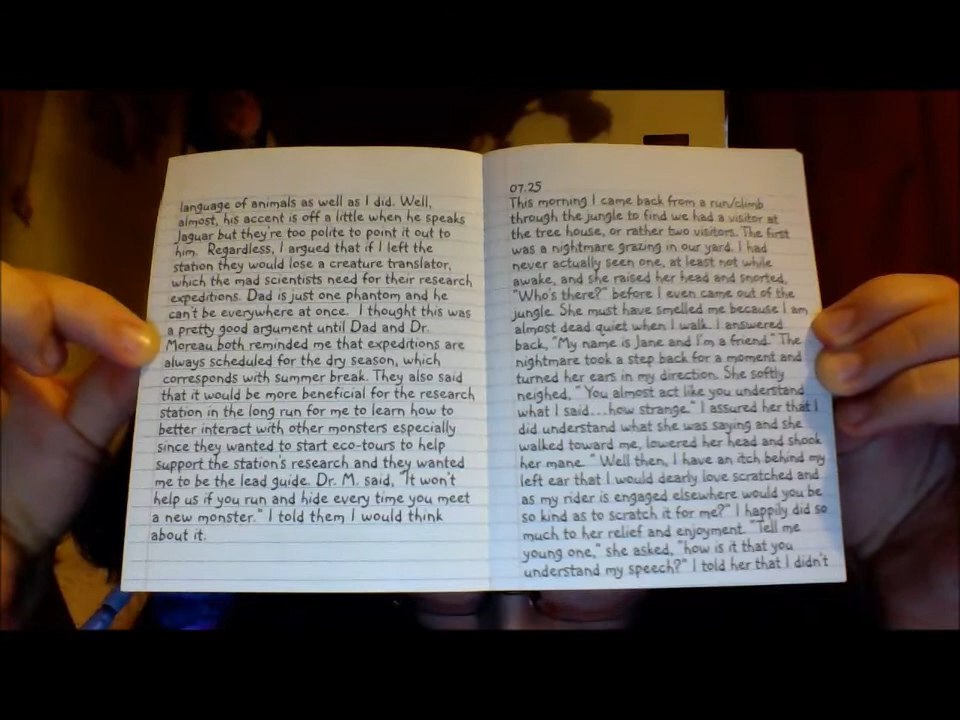 language of animals as well as I did. Well,
almost, his accent is off a little when he speaks
Jaguar but they're too polite to point it out to
him. Regardless, I argued that if I left the
station they would lose a creature translator,
which the mad scientists need for their research
expeditions. Dad is just one phantom and he
can't be everywhere at once. I thought this was
a pretty good argument until Dad and Dr.
Moreau both reminded me that expeditions are
always scheduled for the dry season, which
corresponds with summer break. They also said
that it would be more beneficial for the research
station in the long run for me to learn how to
better interact with other monsters especially
since they wanted to start eco-tours to help
support the station's research and they wanted
me to be the lead guide. Dr. M. said, "It won't
help us if you run and hide every time you meet
a new monster." I told them I would think
about it.
07.25
This morning I came back from a run/climb
through the jungle to find we had a visitor at
the tree house, or rather two visitors. The first
was a nightmare grazing in our yard. I had
never actually seen one, at least not while
awake, and she raised her head and snorted,
"Who's there?" before I even came out of the
jungle. She must have smelled me because I am
almost dead quiet when I walk. I answered
back, "My name is Jane and I'm a friend." The
nightmare took a step back for a moment and
turned her ears in my direction. She softly
neighed, "You almost act like you understand
what I said...how strange." I assured her that I
did understand what she was saying and she
walked toward me, lowered her head and shook
her mane. "Well then, I have an itch behind my
left ear that I would dearly love scratched and
as my rider is engaged elsewhere would you be
so kind as to scratch it for me?" I happily did so
much to her relief and enjoyment. "Tell me
young one," she asked, "how is it that you
understand my speech?" I told her that I didn't